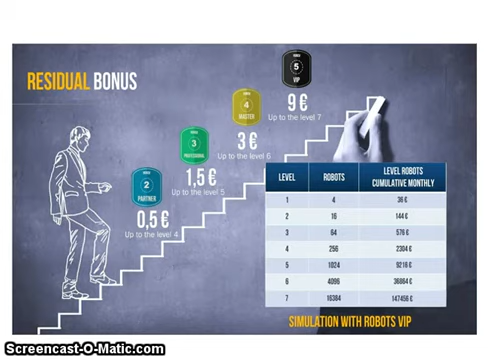 RESIDUAL BONUS
5
VIP
9 €
Up to the level 7
4
MASTER
3 €
Up to the level 6
3
PROFESSIONAL
1,5 €
Up to the level 5
2
PARTNER
0,5 €
Up to the level 4
LEVEL ROBOTS LEVEL ROBOTS CUMULATIVE MONTHLY
1 4 36 €
2 16 144 €
3 64 576 €
4 256 2304 €
5 1024 9216 €
6 4096 36864 €
7 16384 147456 €
SIMULATION WITH ROBOTS VIP
Screencast-O-Matic.com